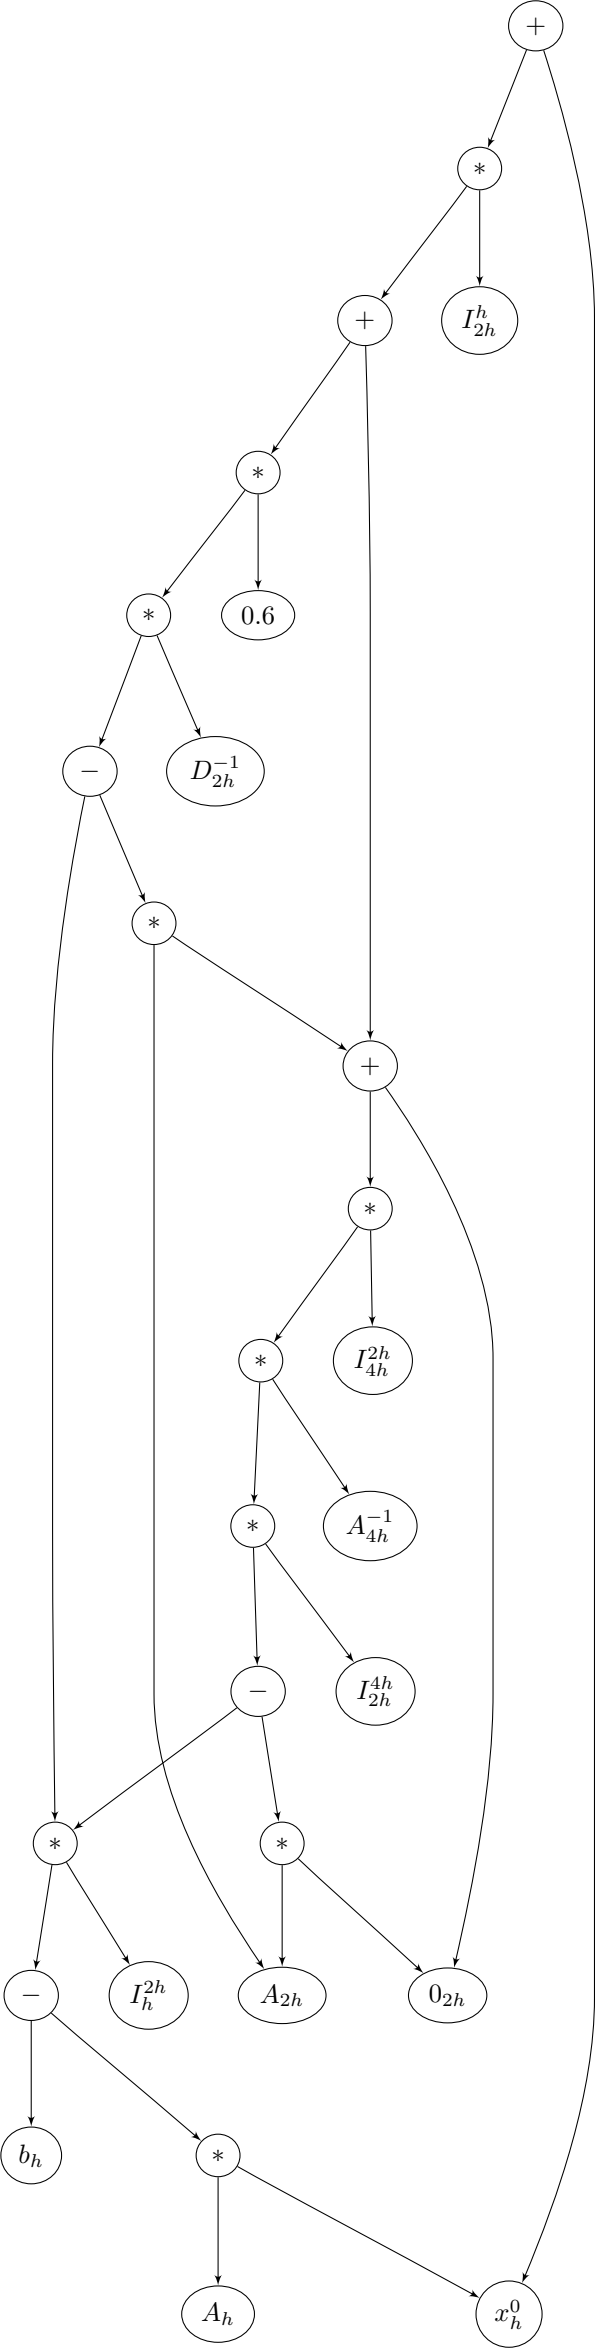 +
*
+
$I_{2h}^{h}$
*
*
0.6
−
$D_{2h}^{-1}$
*
+
*
*
$I_{4h}^{2h}$
*
$A_{4h}^{-1}$
−
$I_{2h}^{4h}$
*
*
−
$I_{h}^{2h}$
$A_{2h}$
$0_{2h}$
$b_h$
*
$A_h$
$x_h^0$